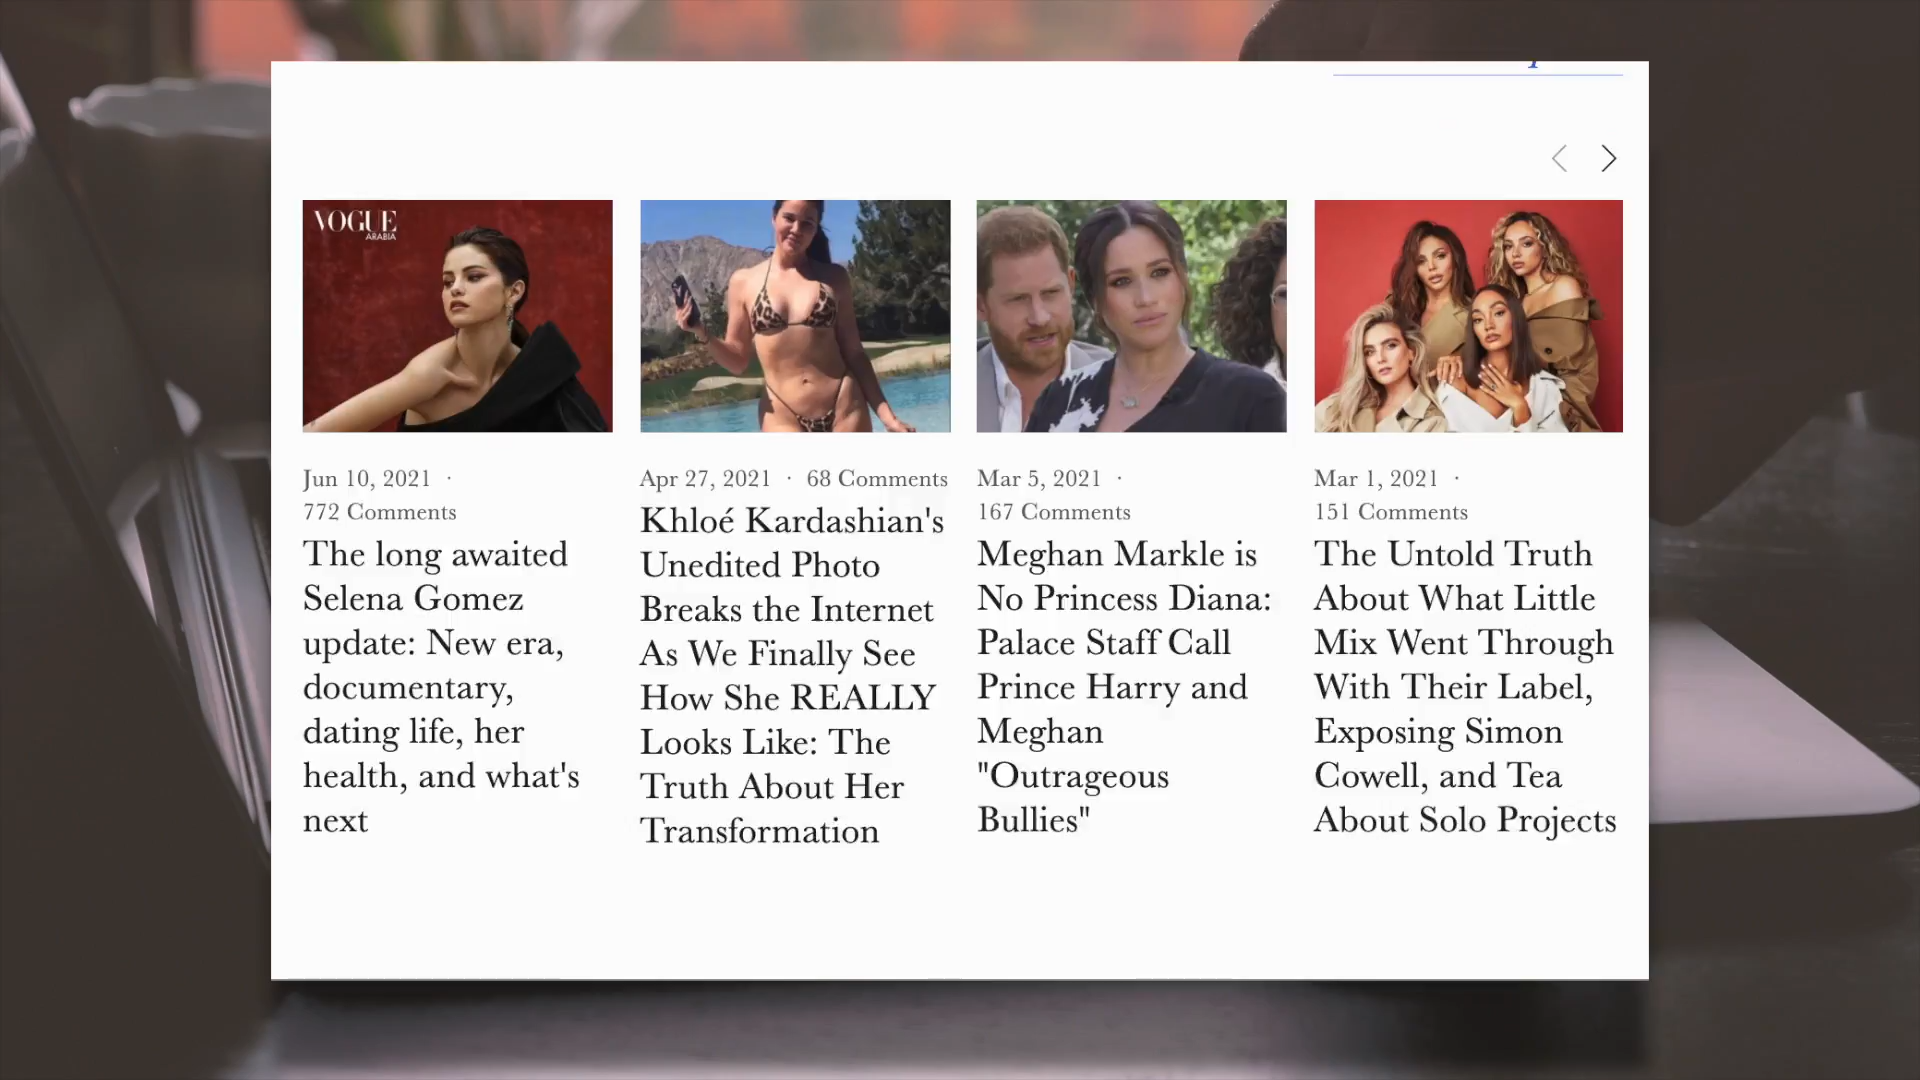 VOGUE
ARABIA
Jun 10, 2021 ·
772 Comments
The long awaited
Selena Gomez
update: New era,
documentary,
dating life, her
health, and what's
next
Apr 27, 2021 · 68 Comments
Khloé Kardashian's
Unedited Photo
Breaks the Internet
As We Finally See
How She REALLY
Looks Like: The
Truth About Her
Transformation
Mar 5, 2021 ·
167 Comments
Meghan Markle is
No Princess Diana:
Palace Staff Call
Prince Harry and
Meghan
"Outrageous
Bullies"
Mar 1, 2021 ·
151 Comments
The Untold Truth
About What Little
Mix Went Through
With Their Label,
Exposing Simon
Cowell, and Tea
About Solo Projects